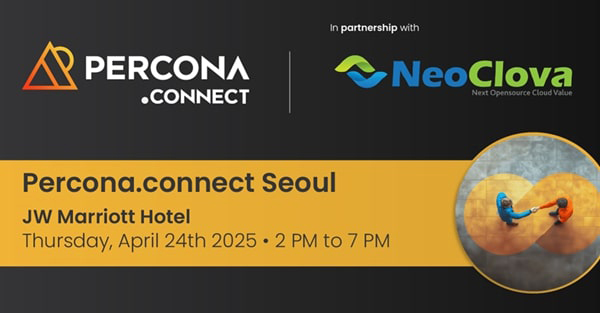 In partnership with
PERCONA
.CONNECT
NeoClova
Next Opensource Cloud Value
Percona.connect Seoul
JW Marriott Hotel
Thursday, April 24th 2025 • 2 PM to 7 PM